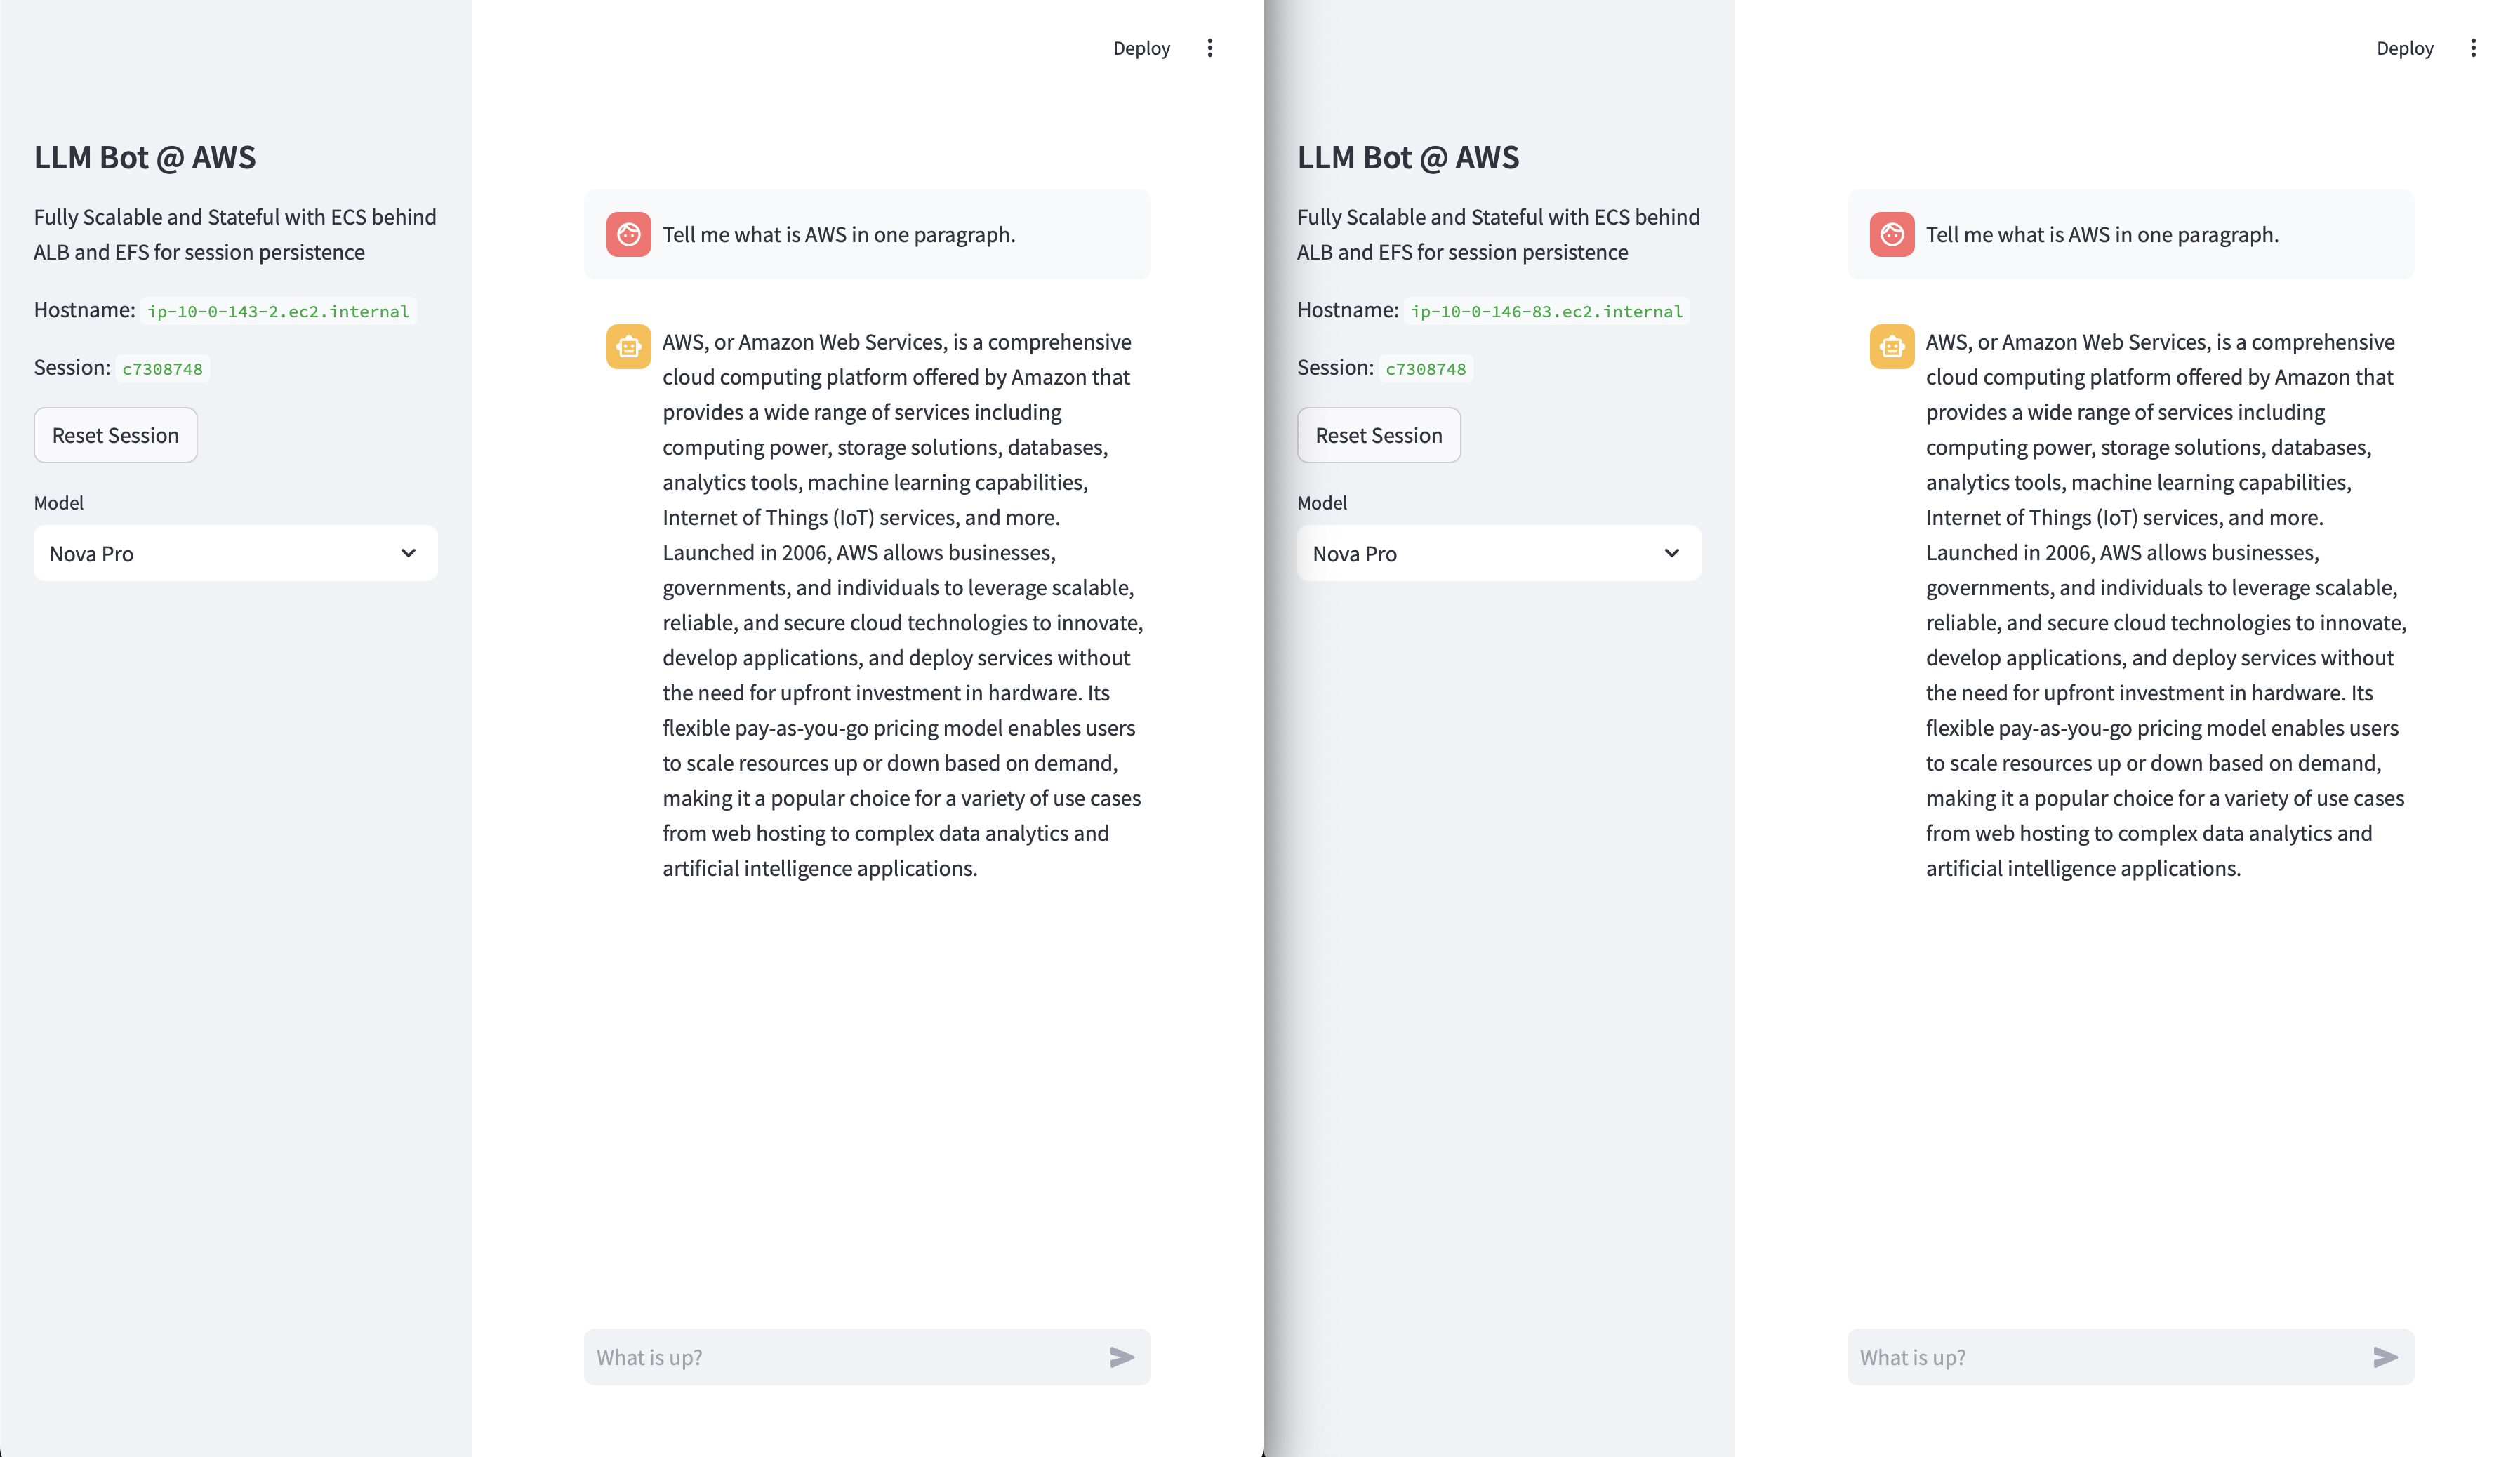 Deploy
LLM Bot @ AWS
Fully Scalable and Stateful with ECS behind
ALB and EFS for session persistence
Hostname: ip-10-0-143-2.ec2.internal
Session: c7308748
Reset Session
Model
Nova Pro
Tell me what is AWS in one paragraph.
AWS, or Amazon Web Services, is a comprehensive
cloud computing platform offered by Amazon that
provides a wide range of services including
computing power, storage solutions, databases,
analytics tools, machine learning capabilities,
Internet of Things (IoT) services, and more.
Launched in 2006, AWS allows businesses,
governments, and individuals to leverage scalable,
reliable, and secure cloud technologies to innovate,
develop applications, and deploy services without
the need for upfront investment in hardware. Its
flexible pay-as-you-go pricing model enables users
to scale resources up or down based on demand,
making it a popular choice for a variety of use cases
from web hosting to complex data analytics and
artificial intelligence applications.
What is up?
Deploy
LLM Bot @ AWS
Fully Scalable and Stateful with ECS behind
ALB and EFS for session persistence
Hostname: ip-10-0-146-83.ec2.internal
Session: c7308748
Reset Session
Model
Nova Pro
Tell me what is AWS in one paragraph.
AWS, or Amazon Web Services, is a comprehensive
cloud computing platform offered by Amazon that
provides a wide range of services including
computing power, storage solutions, databases,
analytics tools, machine learning capabilities,
Internet of Things (IoT) services, and more.
Launched in 2006, AWS allows businesses,
governments, and individuals to leverage scalable,
reliable, and secure cloud technologies to innovate,
develop applications, and deploy services without
the need for upfront investment in hardware. Its
flexible pay-as-you-go pricing model enables users
to scale resources up or down based on demand,
making it a popular choice for a variety of use cases
from web hosting to complex data analytics and
artificial intelligence applications.
What is up?